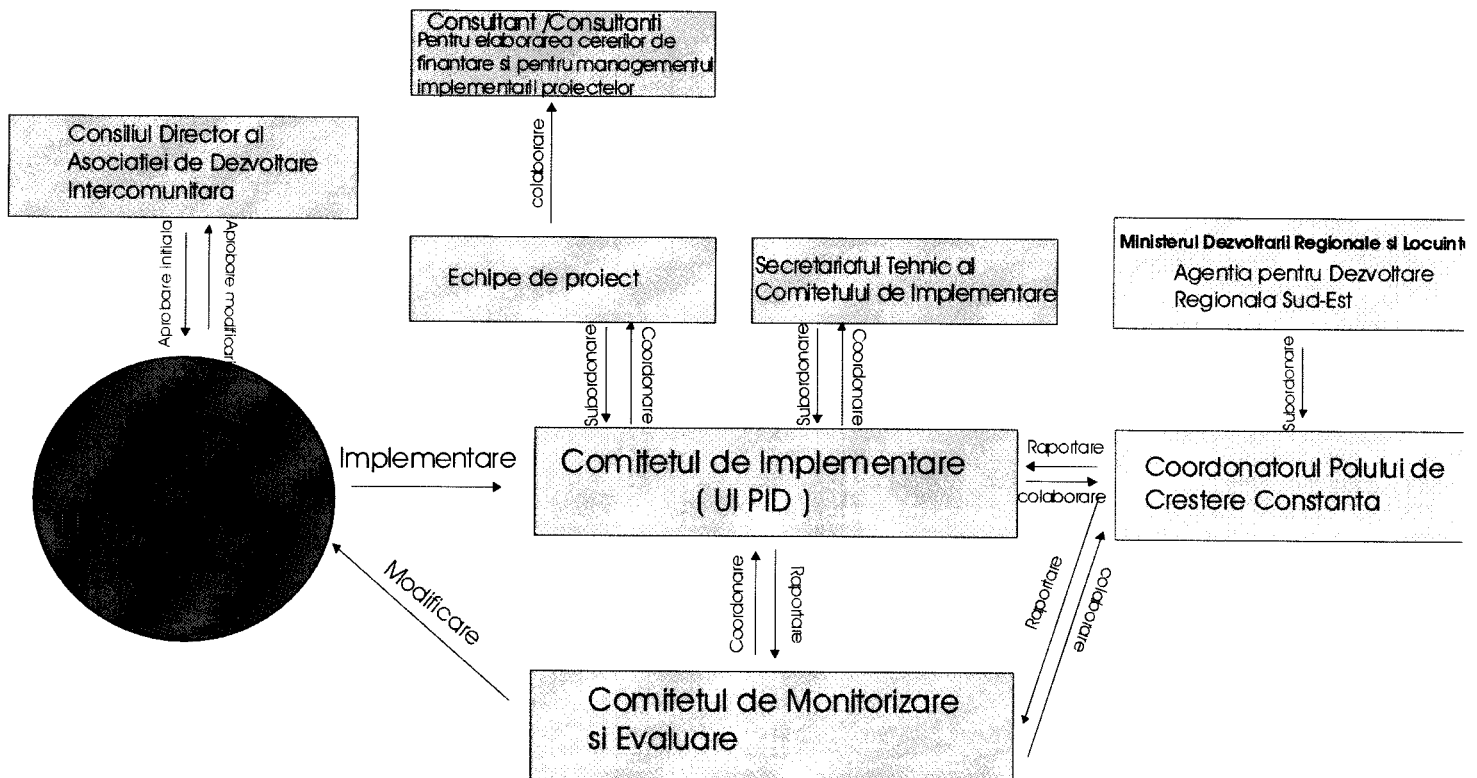 Consultant /Consultanti
Pentru elaborarea cererilor de
finantare si pentru managementul
implementarii proiectelor
Consiliul Director al
Asociatiei de Dezvoltare
Intercomunitara
colaborare
Aprobare initiala
Aprobare modificari
Echipe de proiect
Secretariatul Tehnic al
Comitetului de Implementare
Ministerul Dezvoltarii Regionale si Locuint
Agentia pentru Dezvoltare
Regionala Sud-Est
Subordonare
Coordonare
Subordonare
Coordonare
Subordonare
Implementare
Comitetul de Implementare
( UI PID )
Raportare
colaborare
Coordonatorul Polului de
Crestere Constanta
Modificare
Coordonare
Raportare
Raportare
colaborare
Comitetul de Monitorizare
si Evaluare